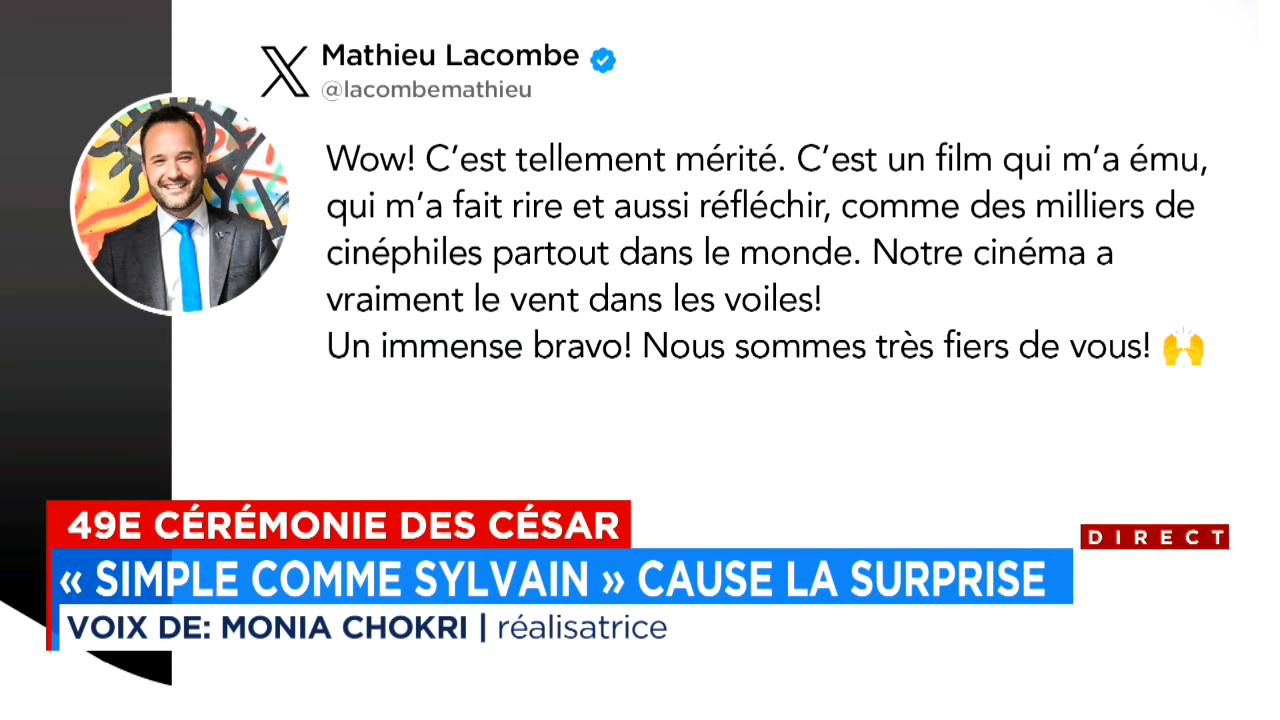 Mathieu Lacombe
@lacombemathieu
Wow! C’est tellement mérité. C’est un film qui m’a ému,
qui m’a fait rire et aussi réfléchir, comme des milliers de
cinéphiles partout dans le monde. Notre cinéma a
vraiment le vent dans les voiles!
Un immense bravo! Nous sommes très fiers de vous! 🙌
49E CÉRÉMONIE DES CÉSAR
DIRECT
« SIMPLE COMME SYLVAIN » CAUSE LA SURPRISE
VOIX DE: MONIA CHOKRI | réalisatrice